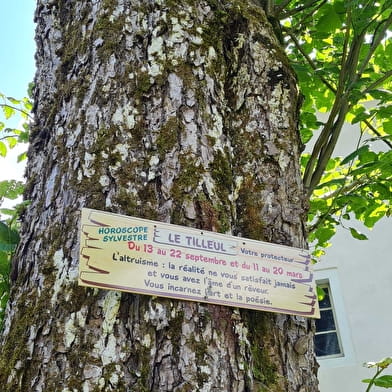 HOROSCOPE
SYLVESTRE
LE TILLEUL
Votre protecteur
Du 13 au 22 septembre et du 11 au 20 mars
L'altruisme : la réalité ne vous satisfait jamais
et vous avez l'âme d'un rêveur.
Vous incarnez l'art et la poésie.